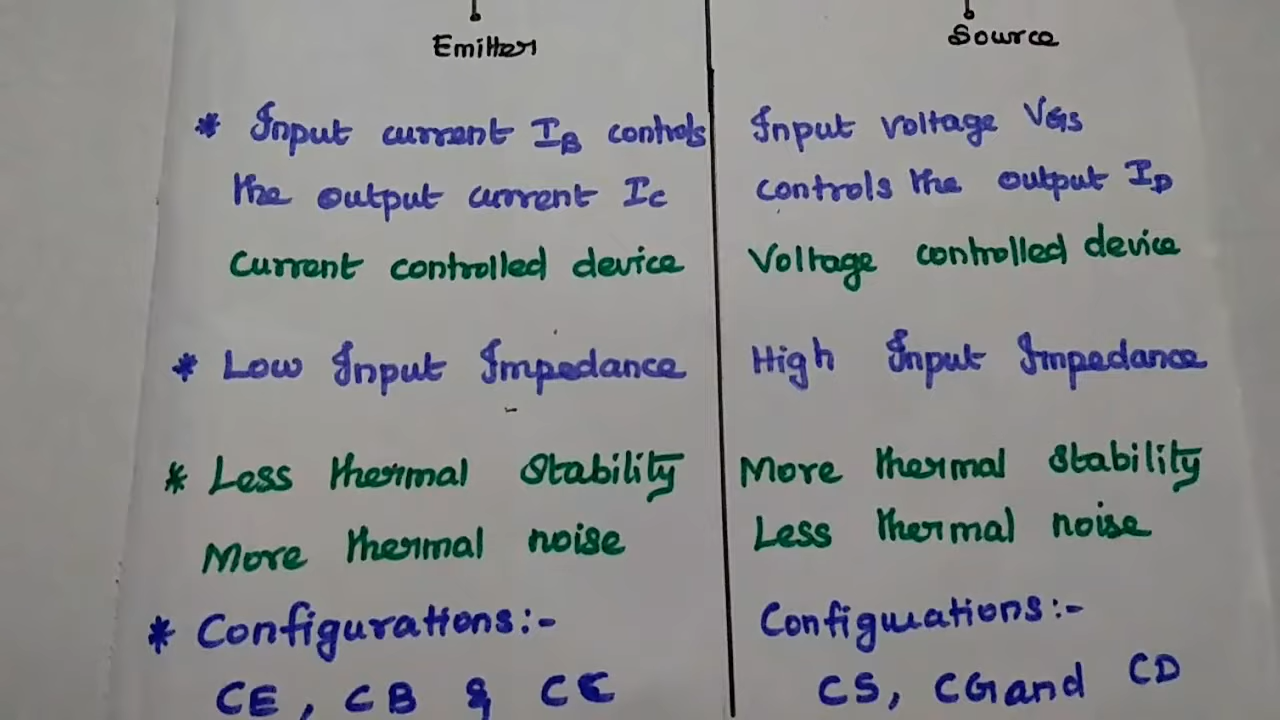 Emitter
* Input current IB controls
the output current IC
Current controlled device
* Low Input Impedance
* Less thermal Stability
More thermal noise
* Configurations:-
CE, CB & CC
Source
Input voltage VGS
controls the output ID
Voltage controlled device
High Input Impedance
More thermal stability
Less thermal noise
Configurations:-
CS, CG and CD